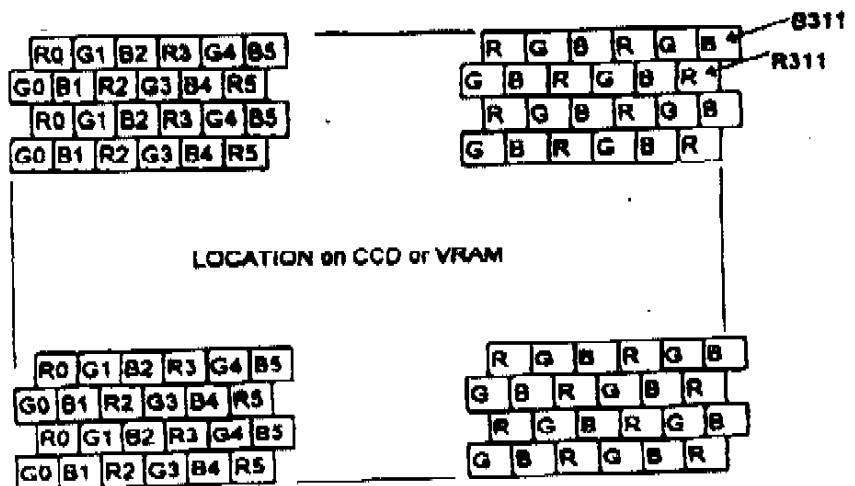 R0 G1 B2 R3 G4 B5 R G B R G B B311
G0 B1 R2 G3 B4 R5 G B R G B R R311
R0 G1 B2 R3 G4 B5 R G B R G B
G0 B1 R2 G3 B4 R5 G B R G B R
LOCATION on CCD or VRAM
R0 G1 B2 R3 G4 B5 R G B R G B
G0 B1 R2 G3 B4 R5 G B R G B R
R0 G1 B2 R3 G4 B5 R G B R G B
G0 B1 R2 G3 B4 R5 G B R G B R